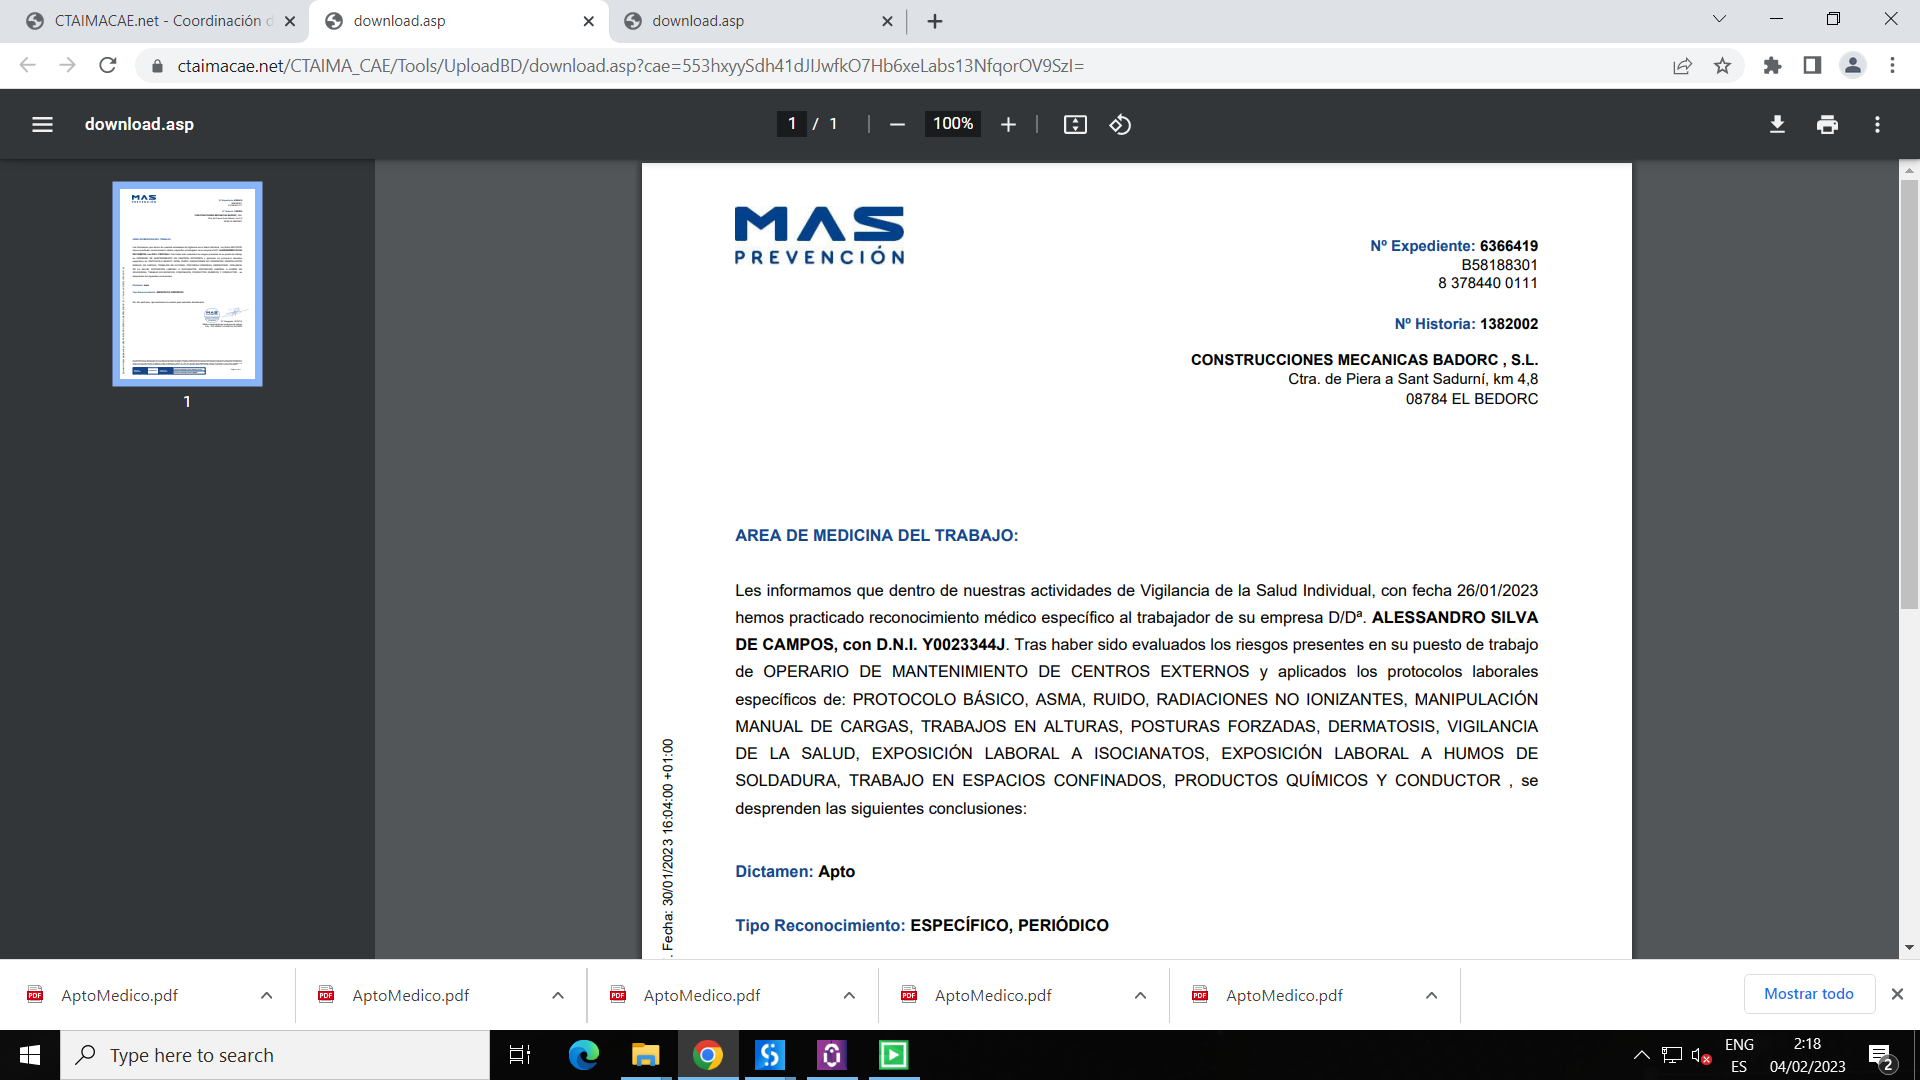 CTAIMACAE.net - Coordinación d
download.asp
download.asp
ctaimacae.net/CTAIMA_CAE/Tools/UploadBD/download.asp?cae=553hxyySdh41dJIJwfkO7Hb6xeLabs13NfqorOV9SzI=
download.asp
1 / 1
100%
1
MAS
PREVENCIÓN
Nº Expediente: 6366419
B58188301
8 378440 0111
Nº Historia: 1382002
CONSTRUCCIONES MECANICAS BADORC , S.L.
Ctra. de Piera a Sant Sadurní, km 4,8
08784 EL BEDORC
AREA DE MEDICINA DEL TRABAJO:
Les informamos que dentro de nuestras actividades de Vigilancia de la Salud Individual, con fecha 26/01/2023
hemos practicado reconocimiento médico específico al trabajador de su empresa D/Dª. ALESSANDRO SILVA
DE CAMPOS, con D.N.I. Y0023344J. Tras haber sido evaluados los riesgos presentes en su puesto de trabajo
de OPERARIO DE MANTENIMIENTO DE CENTROS EXTERNOS y aplicados los protocolos laborales
específicos de: PROTOCOLO BÁSICO, ASMA, RUIDO, RADIACIONES NO IONIZANTES, MANIPULACIÓN
MANUAL DE CARGAS, TRABAJOS EN ALTURAS, POSTURAS FORZADAS, DERMATOSIS, VIGILANCIA
DE LA SALUD, EXPOSICIÓN LABORAL A ISOCIANATOS, EXPOSICIÓN LABORAL A HUMOS DE
SOLDADURA, TRABAJO EN ESPACIOS CONFINADOS, PRODUCTOS QUÍMICOS Y CONDUCTOR , se
desprenden las siguientes conclusiones:
Dictamen: Apto
Tipo Reconocimiento: ESPECÍFICO, PERIÓDICO
. Fecha: 30/01/2023 16:04:00 +01:00
AptoMedico.pdf
AptoMedico.pdf
AptoMedico.pdf
AptoMedico.pdf
AptoMedico.pdf
Mostrar todo
Type here to search
ENG
ES
2:18
04/02/2023
2